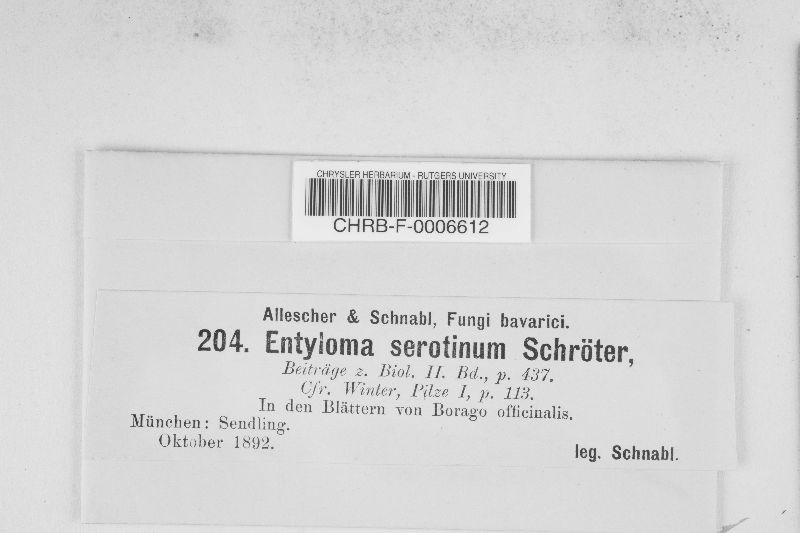 CHRYSLER HERBARIUM - RUTGERS UNIVERSITY
CHRB-F-0006612
Allescher & Schnabl, Fungi bavarici.
204. Entyloma serotinum Schröter,
Beiträge z. Biol. II. Bd., p. 437.
Cfr. Winter, Pilze I, p. 113.
In den Blättern von Borago officinalis.
München: Sendling.
Oktober 1892.
leg. Schnabl.